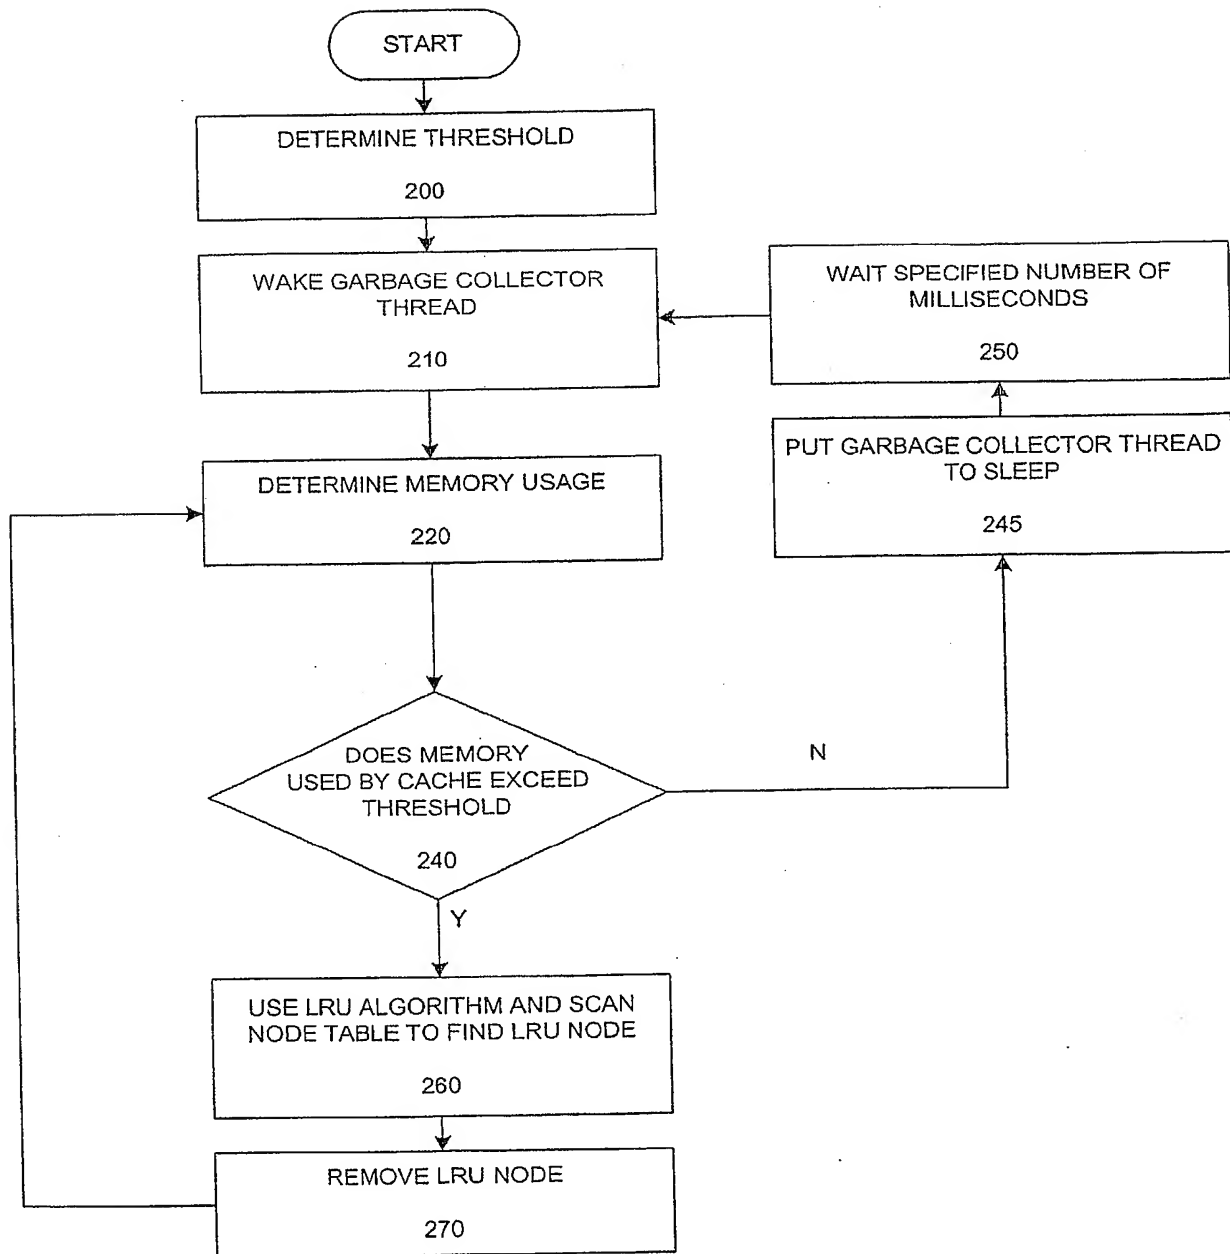 START
DETERMINE THRESHOLD
200
WAKE GARBAGE COLLECTOR
THREAD
210
WAIT SPECIFIED NUMBER OF
MILLISECONDS
250
PUT GARBAGE COLLECTOR THREAD
TO SLEEP
245
DETERMINE MEMORY USAGE
220
DOES MEMORY
USED BY CACHE EXCEED
THRESHOLD
240
N
Y
USE LRU ALGORITHM AND SCAN
NODE TABLE TO FIND LRU NODE
260
REMOVE LRU NODE
270